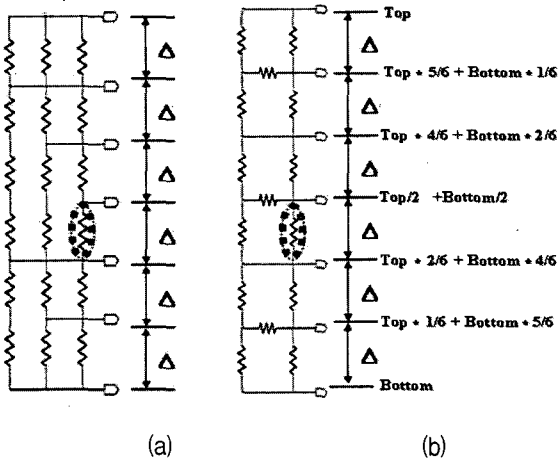 Top
Δ
Δ
Top * 5/6 + Bottom * 1/6
Δ
Δ
Top * 4/6 + Bottom * 2/6
Δ
Δ
Top/2 +Bottom/2
Δ
Δ
Top * 2/6 + Bottom * 4/6
Δ
Δ
Top * 1/6 + Bottom * 5/6
Δ
Δ
Bottom
(a)
(b)